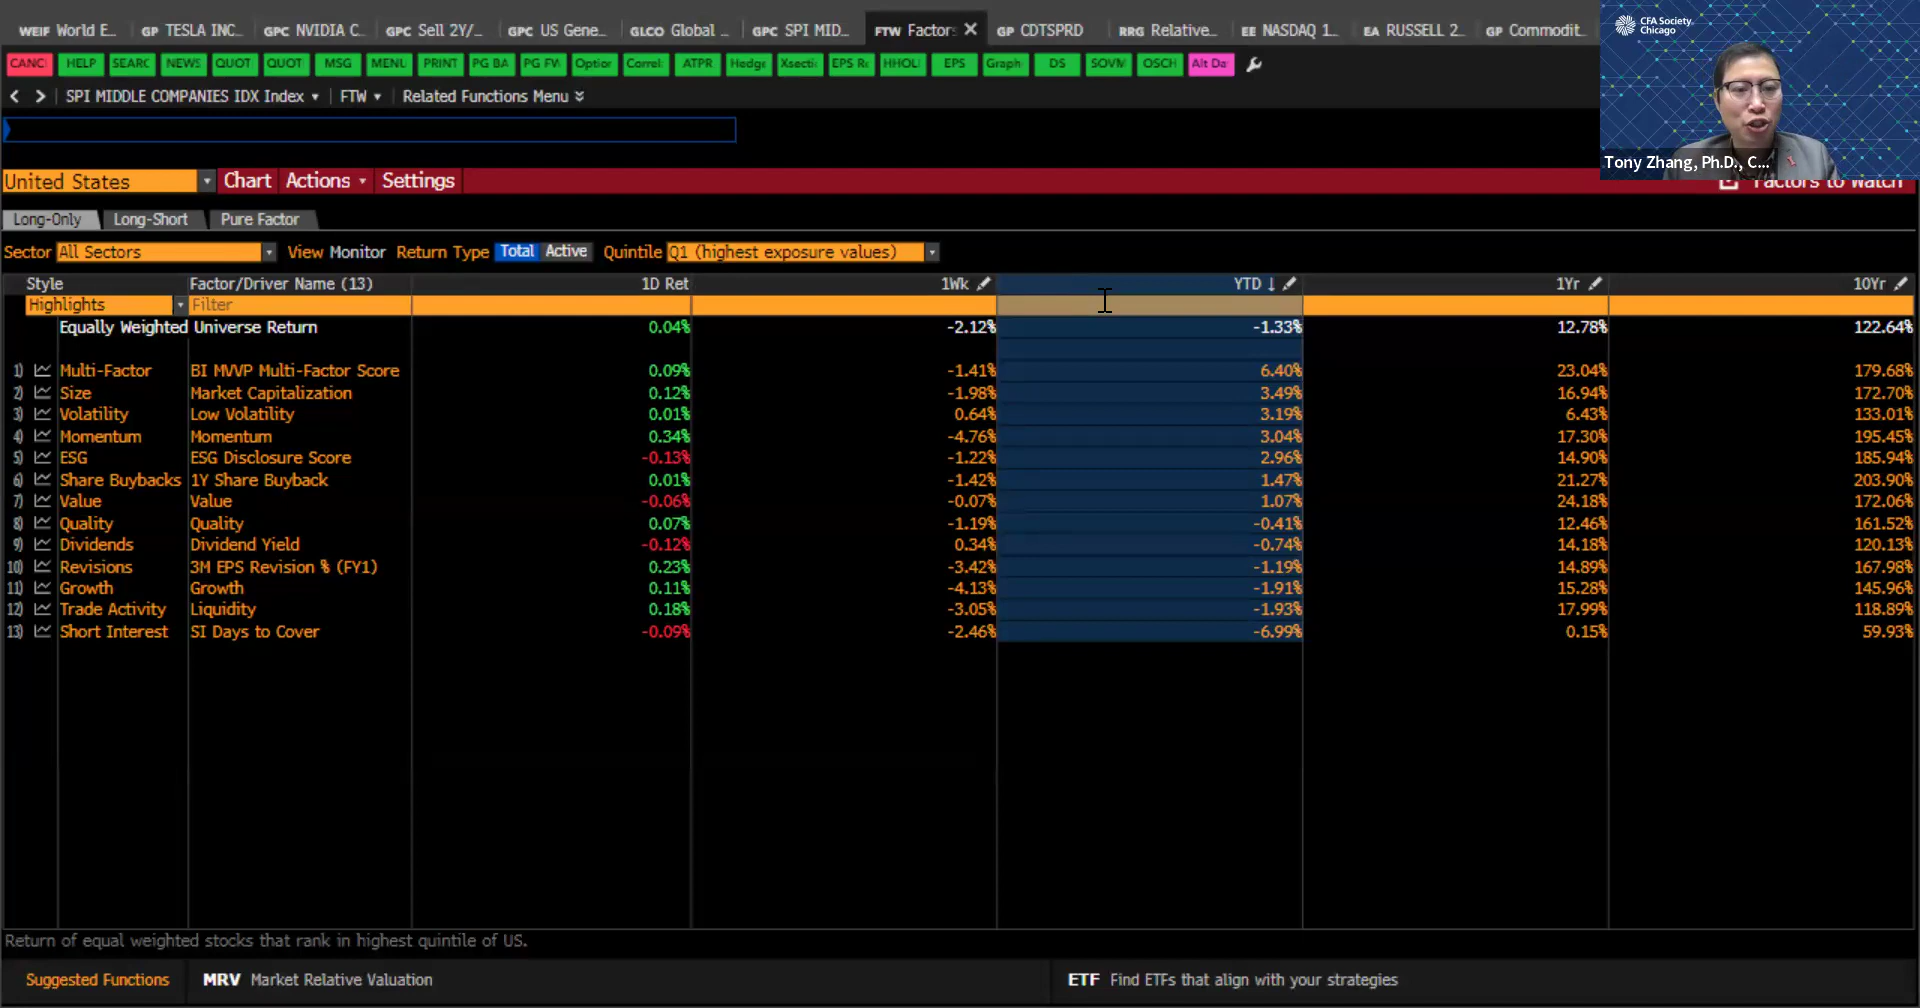 WEIF World E... GP TESLA INC... GPC NVIDIA C... GPC Sell 2Y/... GPC US Gene... GLCO Global ... GPC SPI MID... FTW Factor GP CDTSPRD RRG Relative... EE NASDAQ 1... EA RUSSELL 2... GP Commodit...
CFA Society
Chicago
CANC HELP SEARC NEWS QUOT QUOT MSG MENU PRINT PG BA PG FW Option Correl: ATPR Hedge Xsecti EPS Re HHOL EPS Graph DS SOVM OSCH Alt Da
SPI MIDDLE COMPANIES IDX Index FTW Related Functions Menu
Tony Zhang, Ph.D., C...
United States Chart Actions Settings Factors to Watch
Long-Only Long-Short Pure Factor
Sector All Sectors View Monitor Return Type Total Active Quintile Q1 (highest exposure values)
Style Factor/Driver Name (13) 1D Ret 1Wk YTD ↓ 1Yr 10Yr
Highlights Filter
Equally Weighted Universe Return 0.04% -2.12% -1.33% 12.78% 122.64%
1) Multi-Factor BI MVVP Multi-Factor Score 0.09% -1.41% 6.40% 23.04% 179.68%
2) Size Market Capitalization 0.12% -1.98% 3.49% 16.94% 172.70%
3) Volatility Low Volatility 0.01% 0.64% 3.19% 6.43% 133.01%
4) Momentum Momentum 0.34% -4.76% 3.04% 17.30% 195.45%
5) ESG ESG Disclosure Score -0.13% -1.22% 2.96% 14.90% 185.94%
6) Share Buybacks 1Y Share Buyback 0.01% -1.42% 1.47% 21.27% 203.90%
7) Value Value -0.06% -0.07% 1.07% 24.18% 172.06%
8) Quality Quality 0.07% -1.19% -0.41% 12.46% 161.52%
9) Dividends Dividend Yield -0.12% 0.34% -0.74% 14.18% 120.13%
10) Revisions 3M EPS Revision % (FY1) 0.23% -3.42% -1.19% 14.89% 167.98%
11) Growth Growth 0.11% -4.13% -1.91% 15.28% 145.96%
12) Trade Activity Liquidity 0.18% -3.05% -1.93% 17.99% 118.89%
13) Short Interest SI Days to Cover -0.09% -2.46% -6.99% 0.15% 59.93%
Return of equal weighted stocks that rank in highest quintile of US.
Suggested Functions MRV Market Relative Valuation ETF Find ETFs that align with your strategies